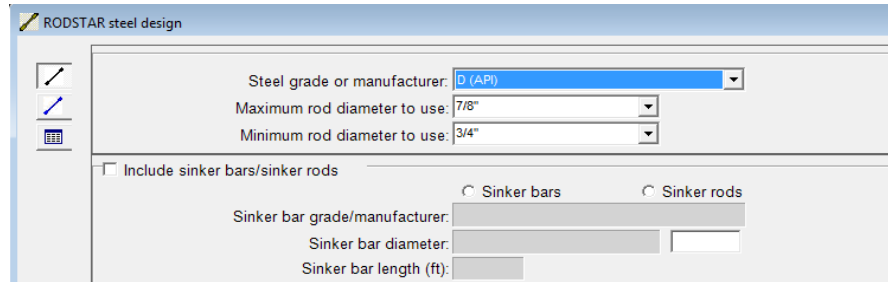 RODSTAR steel design
Steel grade or manufacturer: D (API)
Maximum rod diameter to use: 7/8"
Minimum rod diameter to use: 3/4"
Include sinker bars/sinker rods
Sinker bars Sinker rods
Sinker bar grade/manufacturer:
Sinker bar diameter:
Sinker bar length (ft):